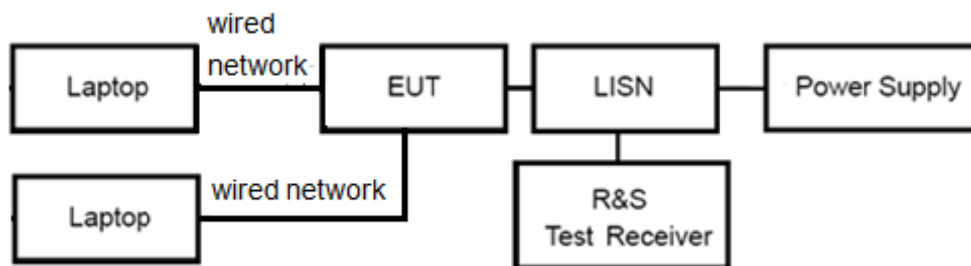 wired
network
Laptop
EUT
LISN
Power Supply
wired network
Laptop
R&S
Test Receiver